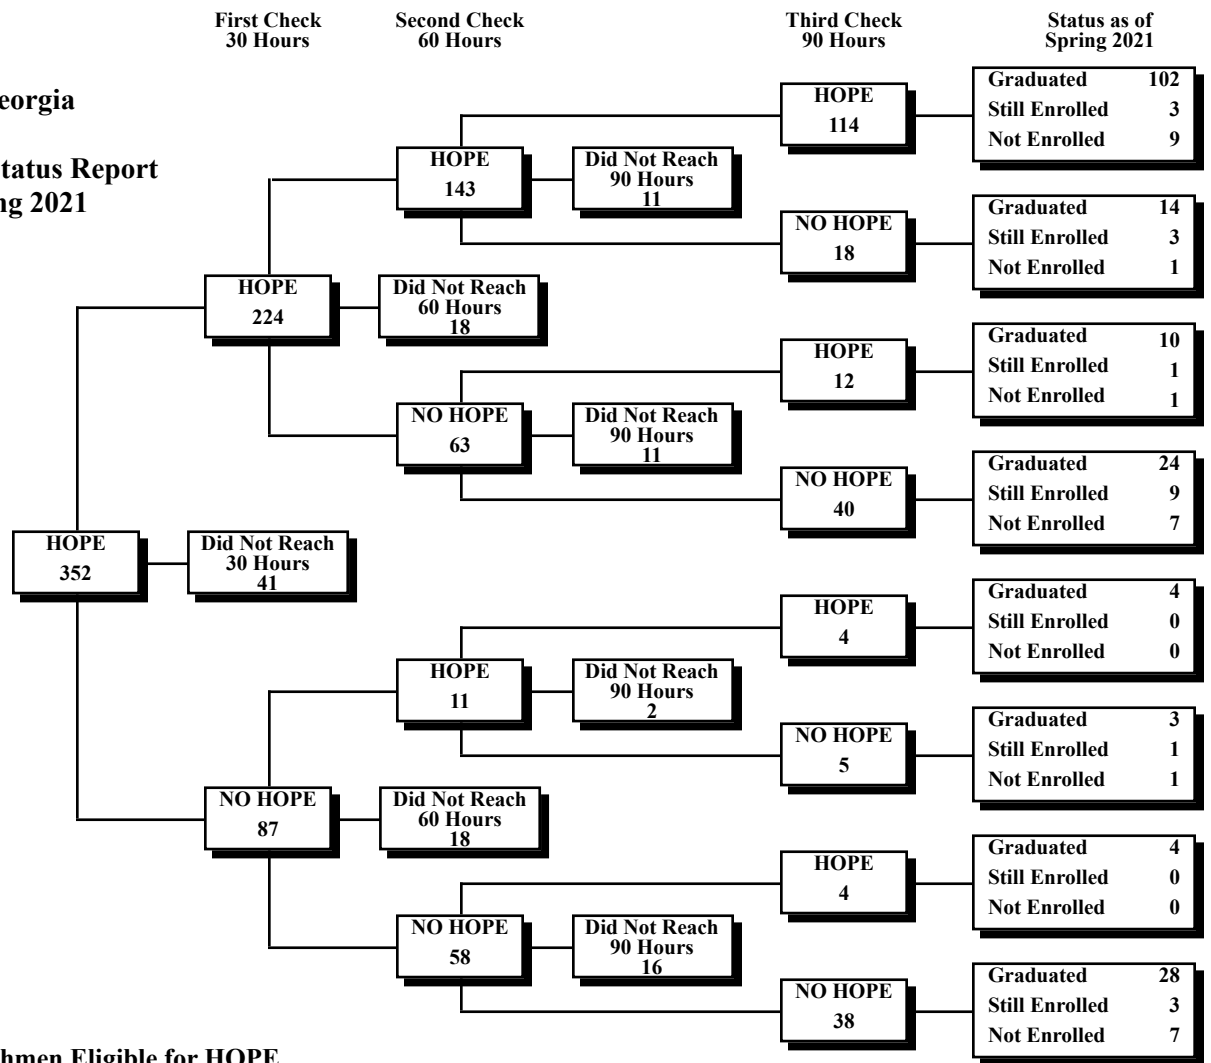 First Check
30 Hours
Second Check
60 Hours
Third Check
90 Hours
Status as of
Spring 2021
Status Report
2021
HOPE
352
Did Not Reach
30 Hours
41
HOPE
224
Did Not Reach
60 Hours
18
NO HOPE
87
Did Not Reach
60 Hours
18
HOPE
143
Did Not Reach
90 Hours
11
NO HOPE
63
Did Not Reach
90 Hours
11
HOPE
11
Did Not Reach
90 Hours
2
NO HOPE
58
Did Not Reach
90 Hours
16
HOPE
114
Graduated 102
Still Enrolled 3
Not Enrolled 9
NO HOPE
18
Graduated 14
Still Enrolled 3
Not Enrolled 1
HOPE
12
Graduated 10
Still Enrolled 1
Not Enrolled 1
NO HOPE
40
Graduated 24
Still Enrolled 9
Not Enrolled 7
HOPE
4
Graduated 4
Still Enrolled 0
Not Enrolled 0
NO HOPE
5
Graduated 3
Still Enrolled 1
Not Enrolled 1
HOPE
4
Graduated 4
Still Enrolled 0
Not Enrolled 0
NO HOPE
38
Graduated 28
Still Enrolled 3
Not Enrolled 7
Eligible for HOPE